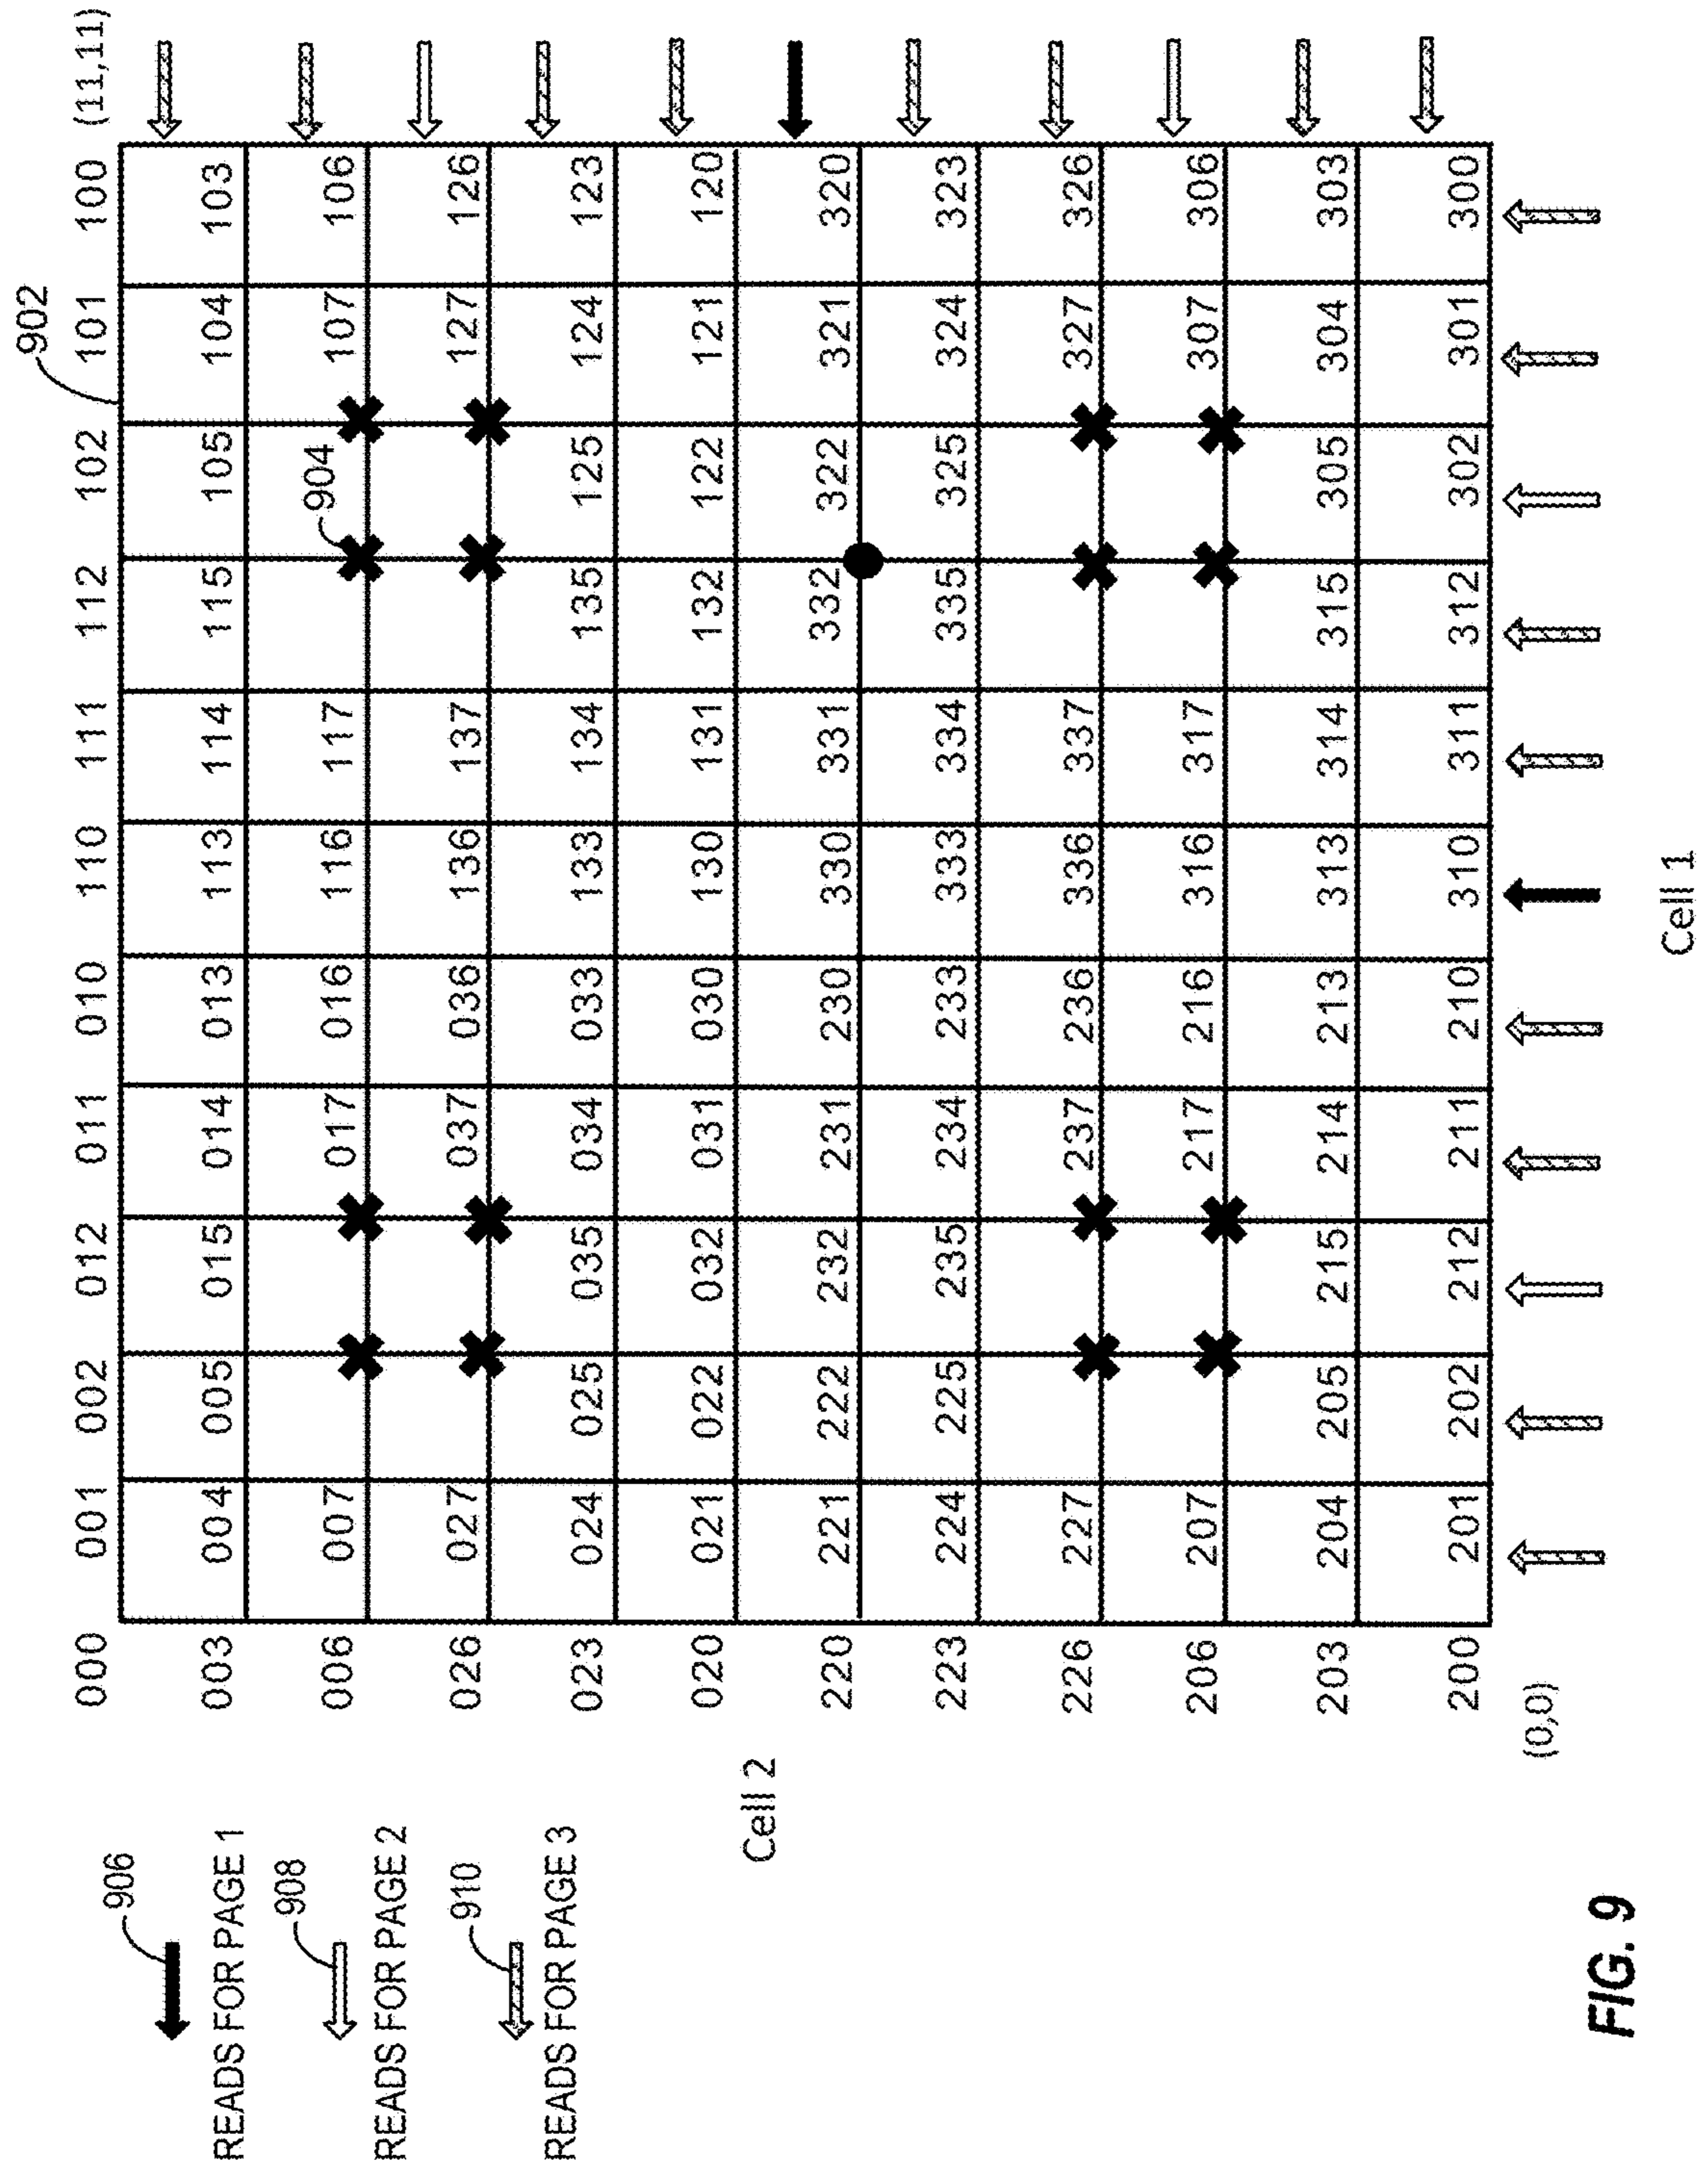 902
906
READS FOR PAGE 1
908
READS FOR PAGE 2
910
READS FOR PAGE 3
000 001 002 012 011 010 110 111 112 102 101 100 (11,11)
003 004 005 015 014 013 113 114 115 105 104 103
904
006 007 017 016 116 117 107 106
026 027 037 036 136 137 127 126
023 024 025 035 034 033 133 134 135 125 124 123
020 021 022 032 031 030 130 131 132 122 121 120
Cell 2
220 221 222 232 231 230 330 331 332 322 321 320
223 224 225 235 234 233 333 334 335 325 324 323
226 227 237 236 336 337 327 326
206 207 217 216 316 317 307 306
203 204 205 215 214 213 313 314 315 305 304 303
200 201 202 212 211 210 310 311 312 302 301 300
(0,0)
Cell 1
FIG. 9